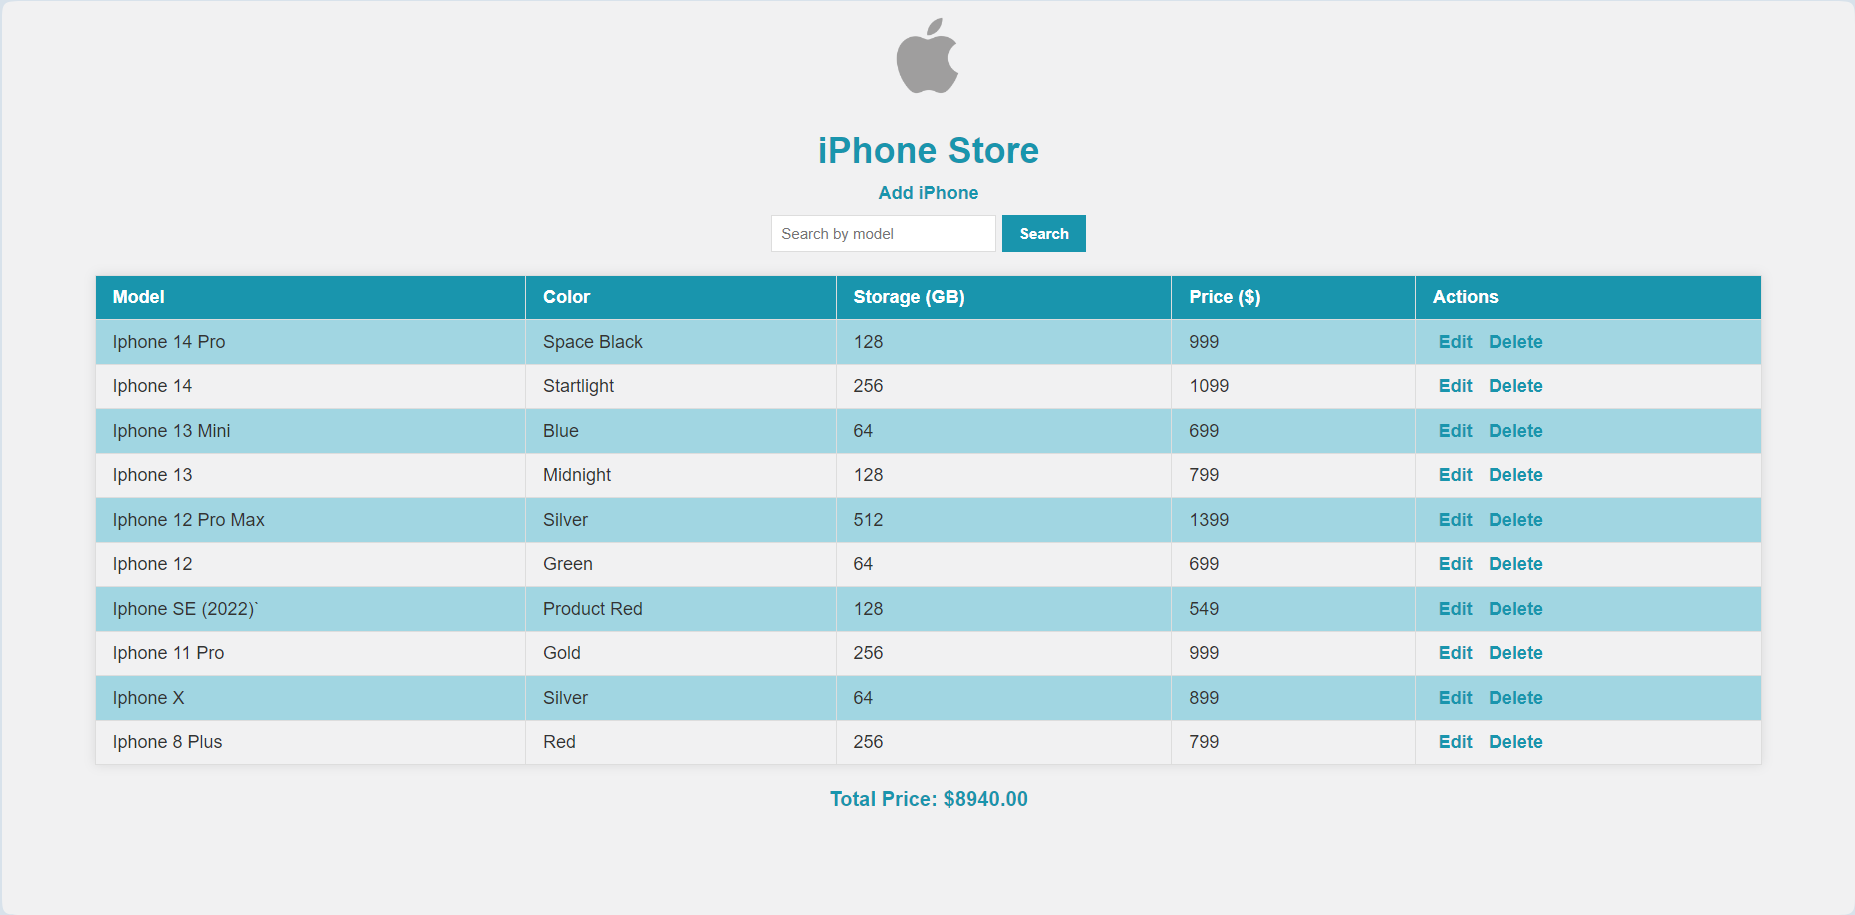 iPhone Store
Add iPhone
Search by model Search
Model Color Storage (GB) Price ($) Actions
Iphone 14 Pro Space Black 128 999 Edit Delete
Iphone 14 Startlight 256 1099 Edit Delete
Iphone 13 Mini Blue 64 699 Edit Delete
Iphone 13 Midnight 128 799 Edit Delete
Iphone 12 Pro Max Silver 512 1399 Edit Delete
Iphone 12 Green 64 699 Edit Delete
Iphone SE (2022)` Product Red 128 549 Edit Delete
Iphone 11 Pro Gold 256 999 Edit Delete
Iphone X Silver 64 899 Edit Delete
Iphone 8 Plus Red 256 799 Edit Delete
Total Price: $8940.00